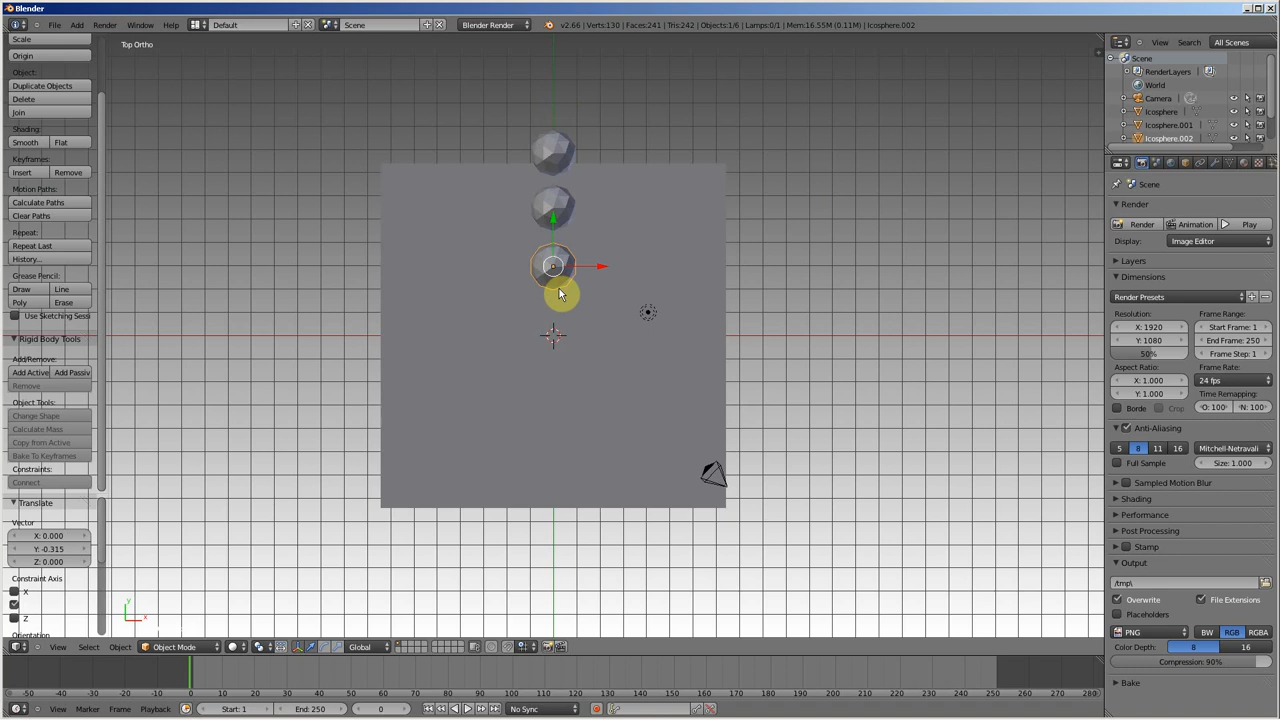 Blender
File Add Render Window Help Default Scene Blender Render v2.66 | Verts:130 | Faces:241 | Tris:242 | Objects:1/6 | Lamps:0/1 | Mem:16.55M (0.11M) | Icosphere.002
Scale
Origin
Object:
Duplicate Objects
Delete
Join
Shading:
Smooth Flat
Keyframes:
Insert Remove
Motion Paths:
Calculate Paths
Clear Paths
Repeat:
Repeat Last
History...
Grease Pencil:
Draw Line
Poly Erase
Use Sketching Sessi
Rigid Body Tools
Add/Remove:
Add Active Add Passiv
Remove
Object Tools:
Change Shape
Calculate Mass
Copy from Active
Bake To Keyframes
Constraints:
Connect
Translate
Vector
X: 0.000
Y: -0.315
Z: 0.000
Constraint Axis
X
Z
Orientation
Top Ortho
y
x
View Select Object Object Mode Global
-50 -40 -30 -20 -10 0 10 20 30 40 50 60 70 80 90 100 110 120 130 140 150 160 170 180 190 200 210 220 230 240 250 260 270 280
View Marker Frame Playback Start: 1 End: 250 0 No Sync
View Search All Scenes
Scene
RenderLayers
World
Camera
Icosphere
Icosphere.001
Icosphere.002
Scene
Render
Render Animation Play
Display: Image Editor
Layers
Dimensions
Render Presets
Resolution: Frame Range:
X: 1920 Start Frame: 1
Y: 1080 End Frame: 250
50% Frame Step: 1
Aspect Ratio: Frame Rate:
X: 1.000 24 fps
Y: 1.000 Time Remapping:
Borde Crop O: 100 N: 100
Anti-Aliasing
5 8 11 16 Mitchell-Netravali
Full Sample Size: 1.000
Sampled Motion Blur
Shading
Performance
Post Processing
Stamp
Output
/tmp\
Overwrite File Extensions
Placeholders
PNG BW RGB RGBA
Color Depth: 8 16
Compression: 90%
Bake